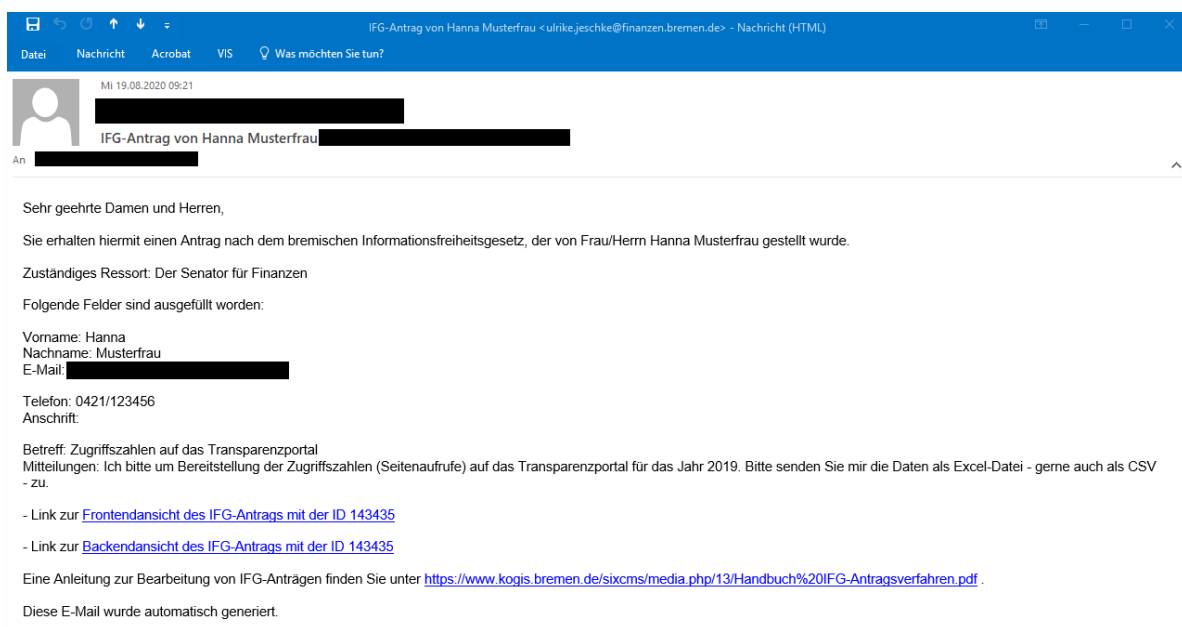 IFG-Antrag von Hanna Musterfrau <ulrike.jeschke@finanzen.bremen.de> - Nachricht (HTML)
Datei Nachricht Acrobat VIS Was möchten Sie tun?
Mi 19.08.2020 09:21
IFG-Antrag von Hanna Musterfrau
An
Sehr geehrte Damen und Herren,
Sie erhalten hiermit einen Antrag nach dem bremischen Informationsfreiheitsgesetz, der von Frau/Herrn Hanna Musterfrau gestellt wurde.
Zuständiges Ressort: Der Senator für Finanzen
Folgende Felder sind ausgefüllt worden:
Vorname: Hanna
Nachname: Musterfrau
E-Mail:
Telefon: 0421/123456
Anschrift:
Betreff: Zugriffszahlen auf das Transparenzportal
Mitteilungen: Ich bitte um Bereitstellung der Zugriffszahlen (Seitenaufrufe) auf das Transparenzportal für das Jahr 2019. Bitte senden Sie mir die Daten als Excel-Datei - gerne auch als CSV
- zu.
- Link zur Frontendansicht des IFG-Antrags mit der ID 143435
- Link zur Backendansicht des IFG-Antrags mit der ID 143435
Eine Anleitung zur Bearbeitung von IFG-Anträgen finden Sie unter https://www.kogis.bremen.de/sixcms/media.php/13/Handbuch%20IFG-Antragsverfahren.pdf .
Diese E-Mail wurde automatisch generiert.